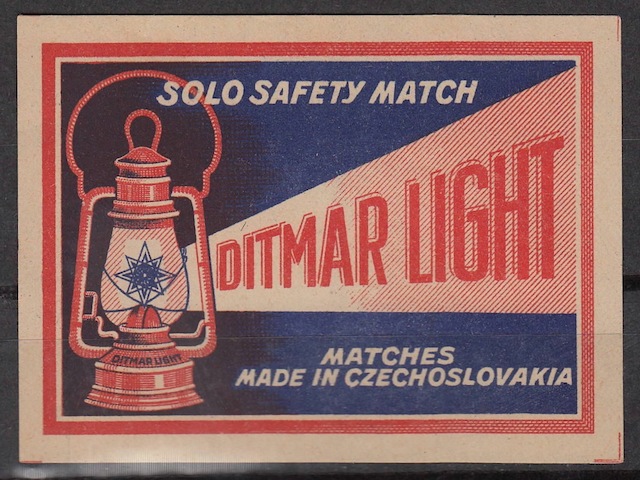 SOLO SAFETY MATCH
DITMAR LIGHT
DITMAR LIGHT
MATCHES
MADE IN CZECHOSLOVAKIA